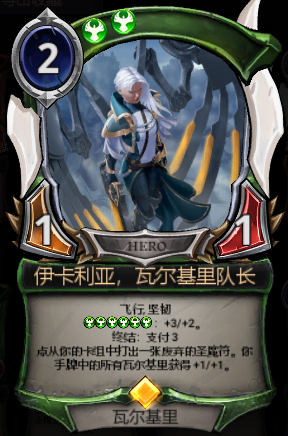 2
HERO
1
1
伊卡利亚，瓦尔基里队长
飞行,坚韧
: +3/+2。
终结: 支付 3
点从你的卡组中打出一张废弃的圣魔符。你
手牌中的所有瓦尔基里获得 +1/+1。
瓦尔基里